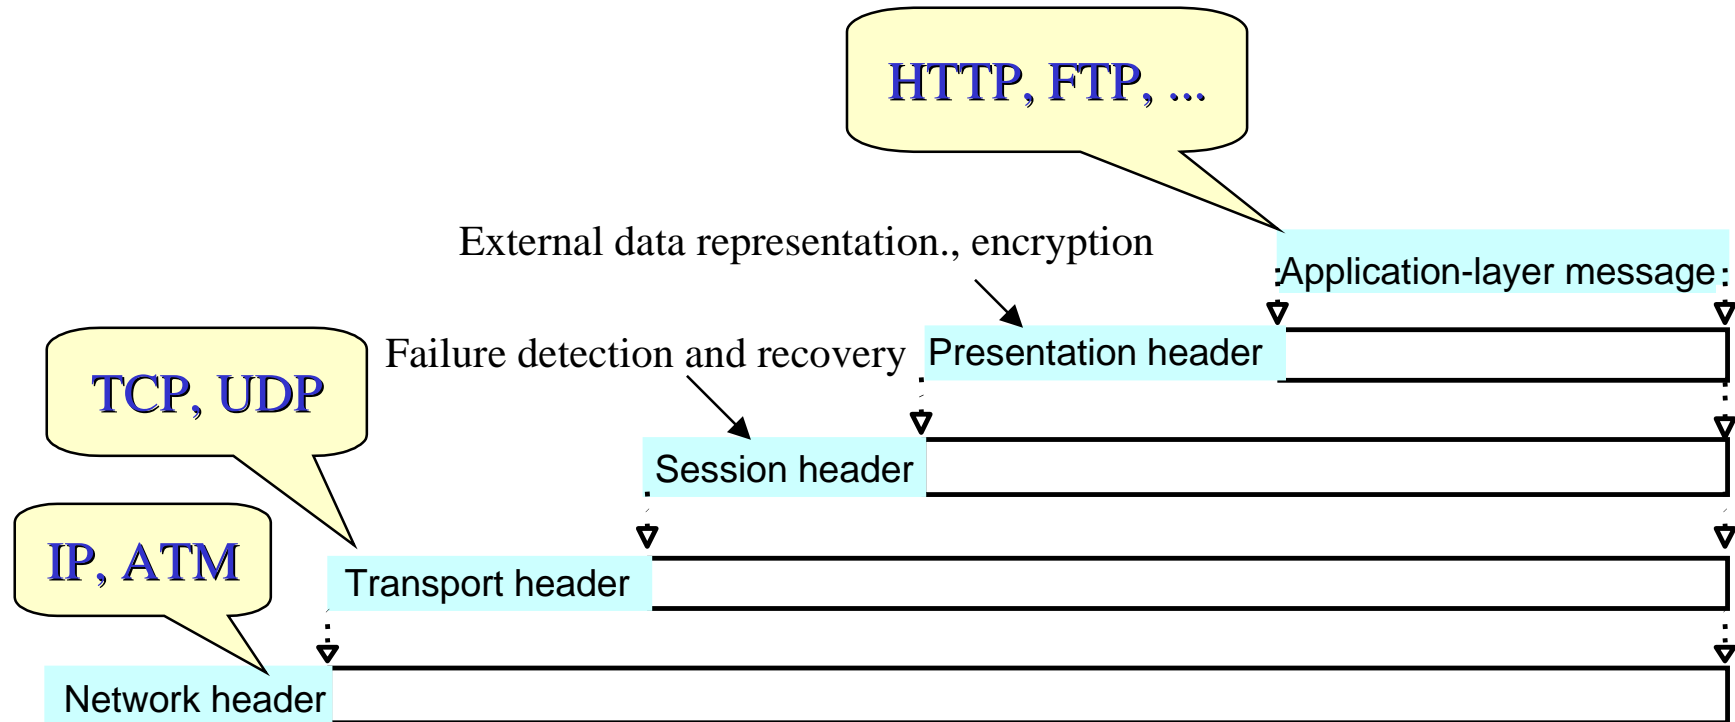 HTTP, FTP, ...
External data representation., encryption
Application-layer message
Failure detection and recovery
Presentation header
TCP, UDP
Session header
IP, ATM
Transport header
Network header